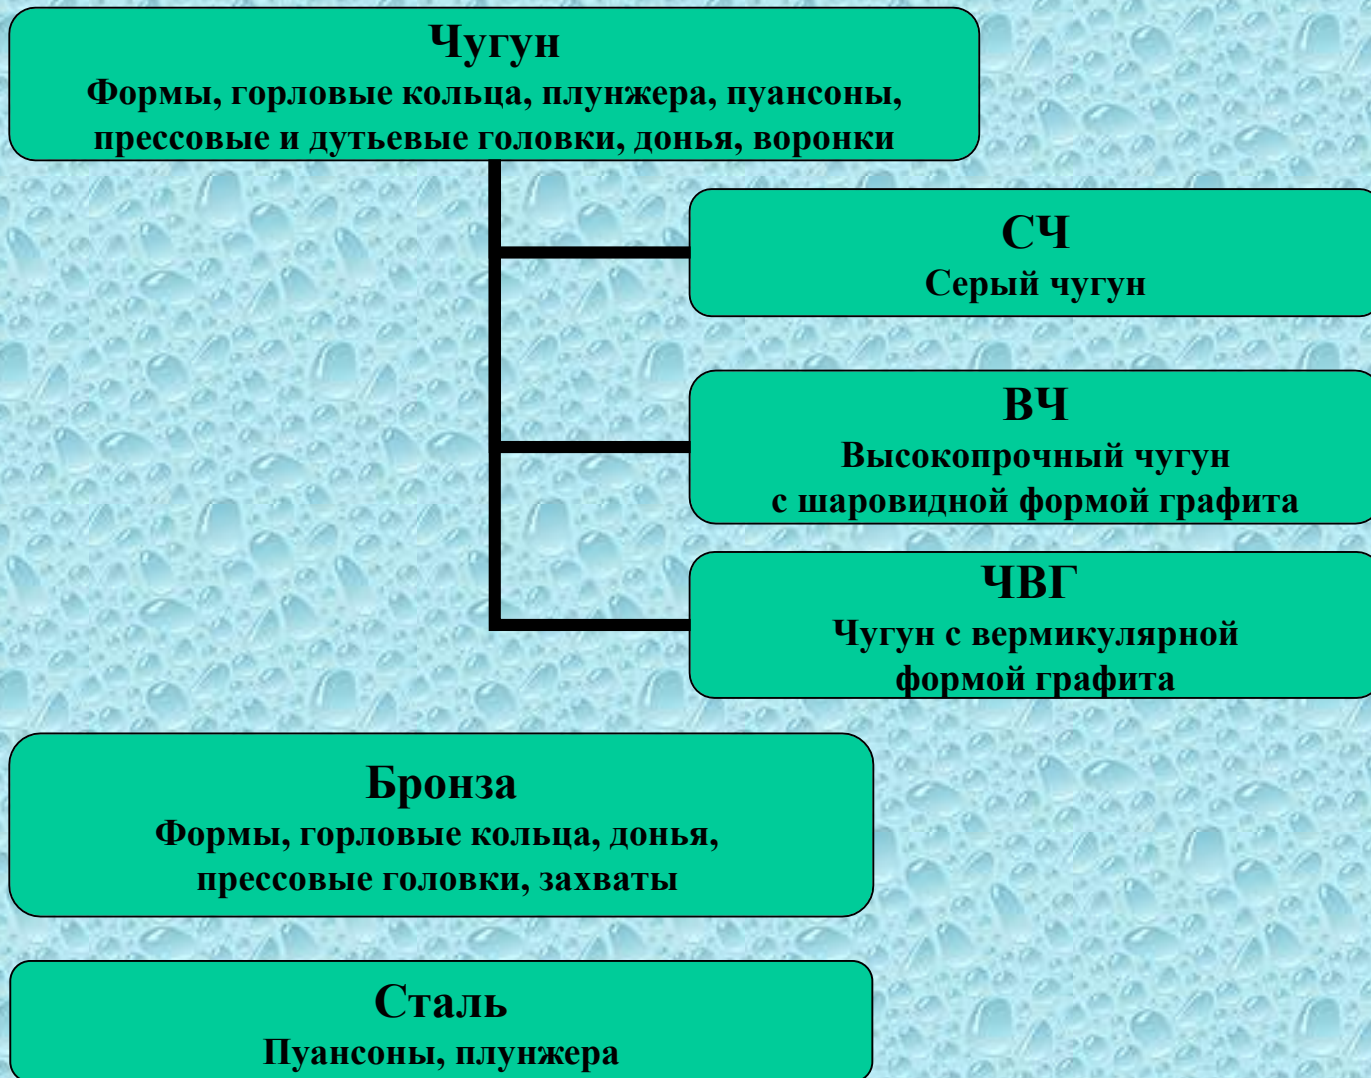 Чугун
Формы, горловые кольца, плунжера, пуансоны,
прессовые и дутьевые головки, донья, воронки
СЧ
Серый чугун
ВЧ
Высокопрочный чугун
с шаровидной формой графита
ЧВГ
Чугун с вермикулярной
формой графита
Бронза
Формы, горловые кольца, донья,
прессовые головки, захваты
Сталь
Пуансоны, плунжера